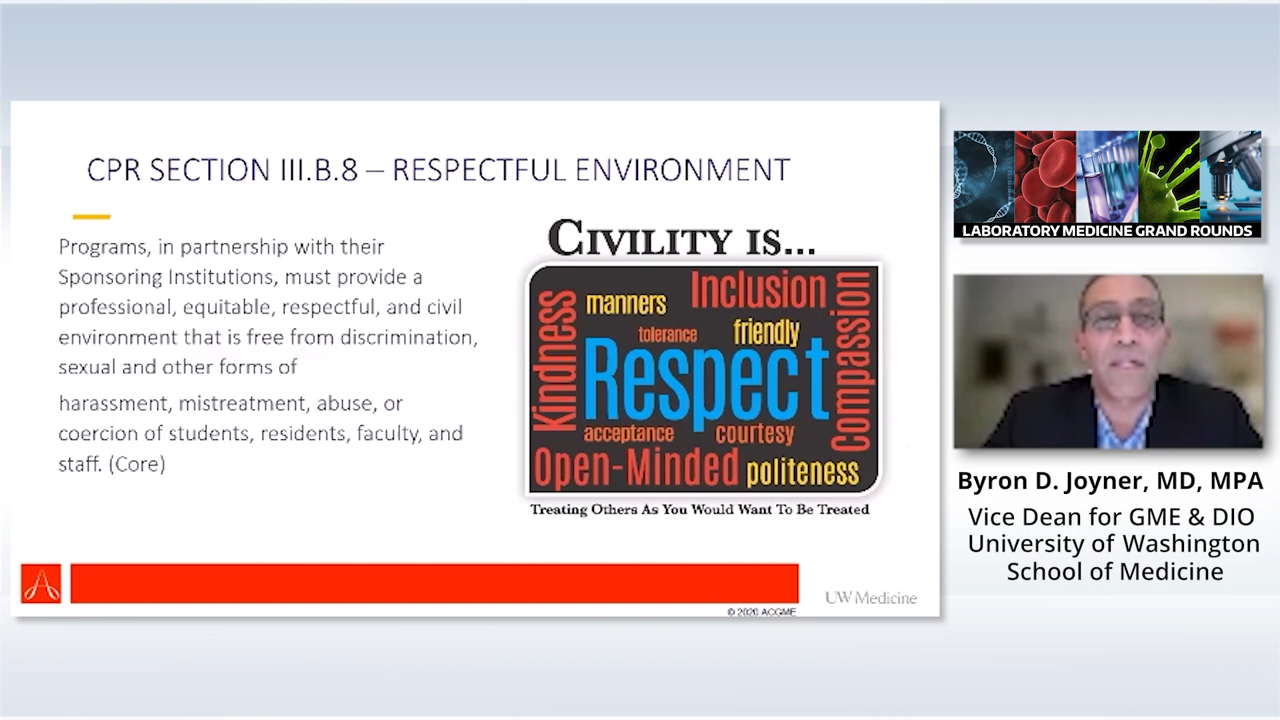 CPR SECTION III.B.8 – RESPECTFUL ENVIRONMENT
Programs, in partnership with their
Sponsoring Institutions, must provide a
professional, equitable, respectful, and civil
environment that is free from discrimination,
sexual and other forms of
harassment, mistreatment, abuse, or
coercion of students, residents, faculty, and
staff. (Core)
CIVILITY IS...
Kindness
manners
Inclusion
Compassion
tolerance
friendly
Respect
acceptance
courtesy
Open-Minded
politeness
Treating Others As You Would Want To Be Treated
UW Medicine
© 2020 ACGME
LABORATORY MEDICINE GRAND ROUNDS
Byron D. Joyner, MD, MPA
Vice Dean for GME & DIO
University of Washington
School of Medicine